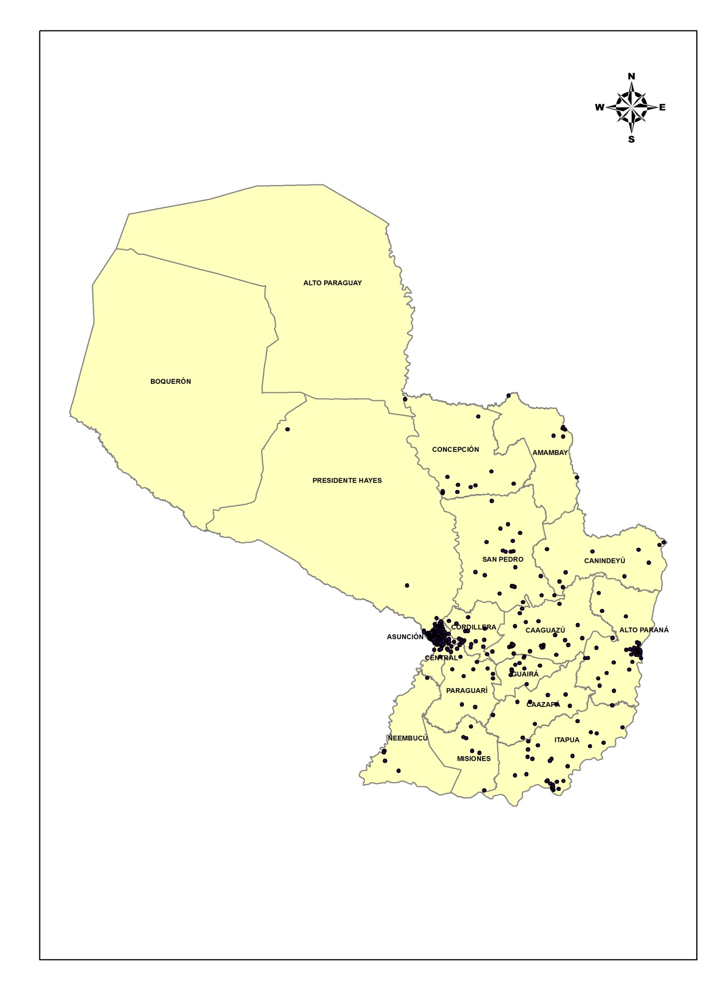 N
W
E
S
ALTO PARAGUAY
BOQUERÓN
CONCEPCIÓN
AMAMBAY
PRESIDENTE HAYES
SAN PEDRO
CANINDEYÚ
CORDILLERA
CAAGUAZÚ
ALTO PARANÁ
ASUNCIÓN
CENTRAL
GUAIRÁ
PARAGUARÍ
CAAZAPÁ
ÑEEMBUCÚ
ITAPUA
MISIONES